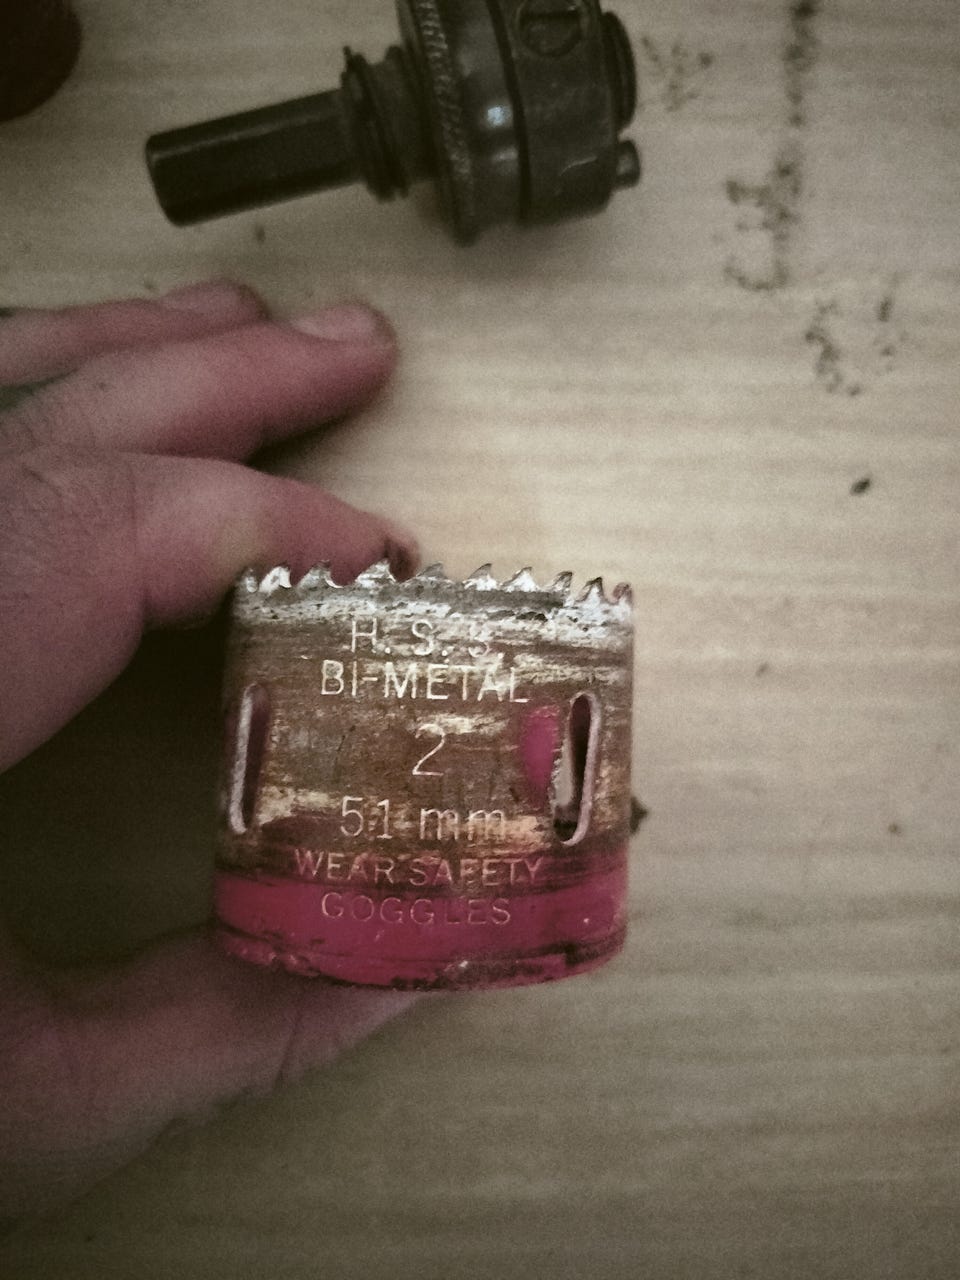 H. S. S.
BI-METAL
2
51 mm
WEAR SAFETY
GOGGLES